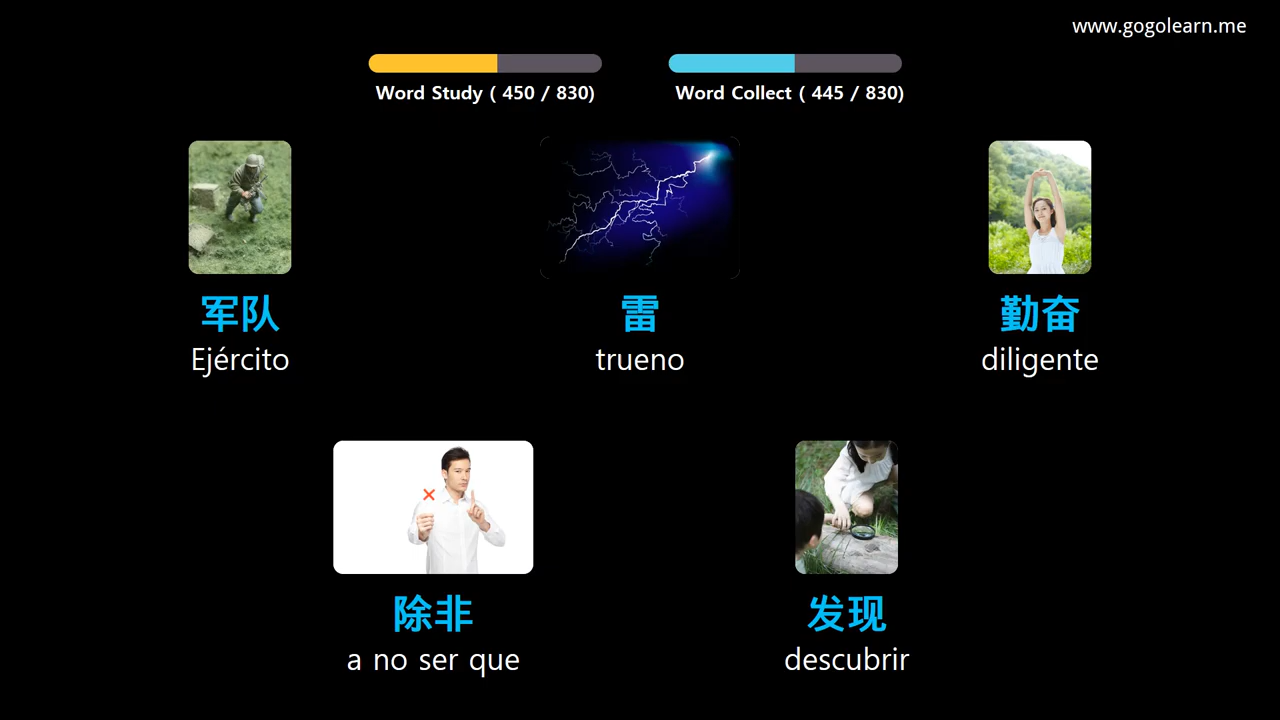 www.gogolearn.me
Word Study ( 450 / 830)
Word Collect ( 445 / 830)
军队
Ejército
雷
trueno
勤奋
diligente
除非
a no ser que
发现
descubrir